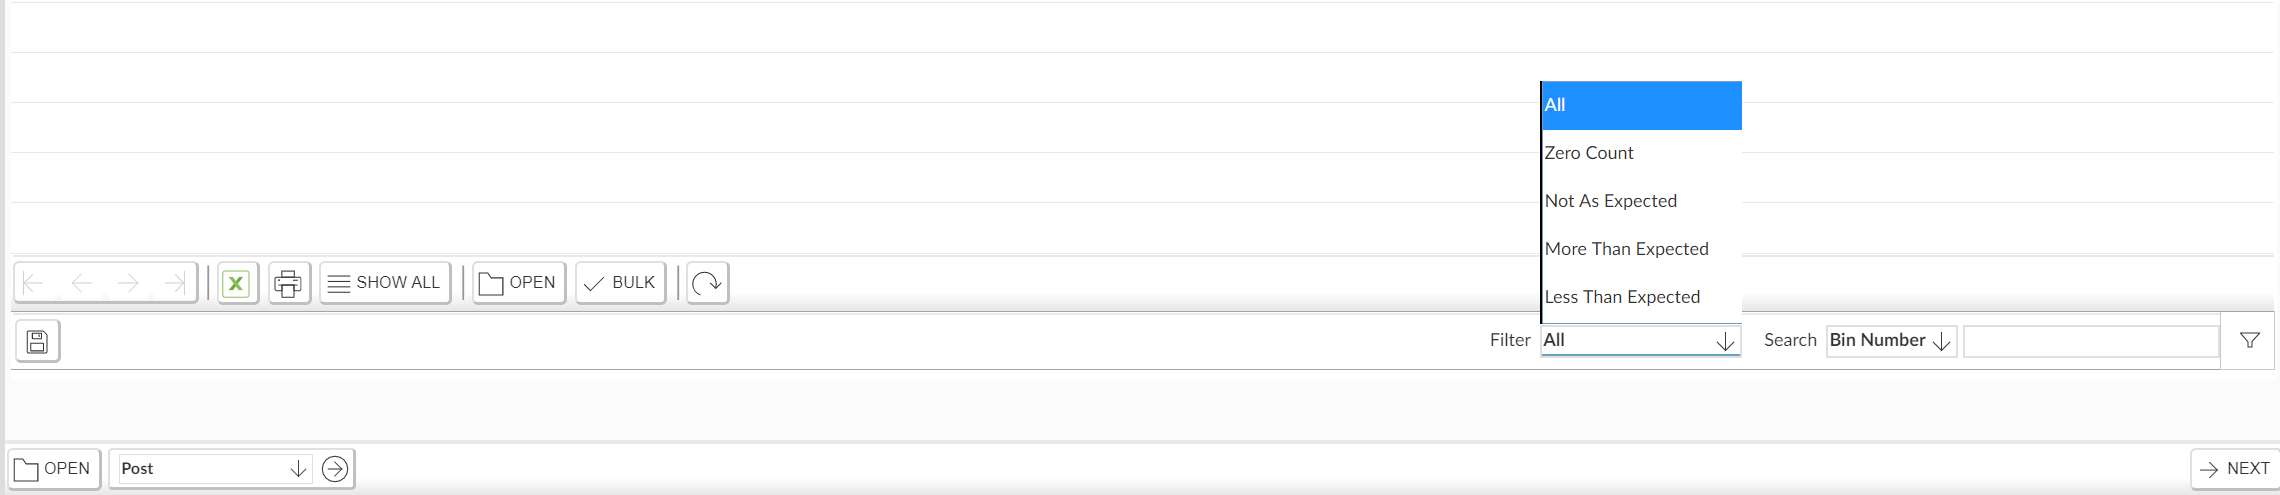 All
Zero Count
Not As Expected
More Than Expected
Less Than Expected
X SHOW ALL OPEN BULK
Filter All Search Bin Number
OPEN Post NEXT